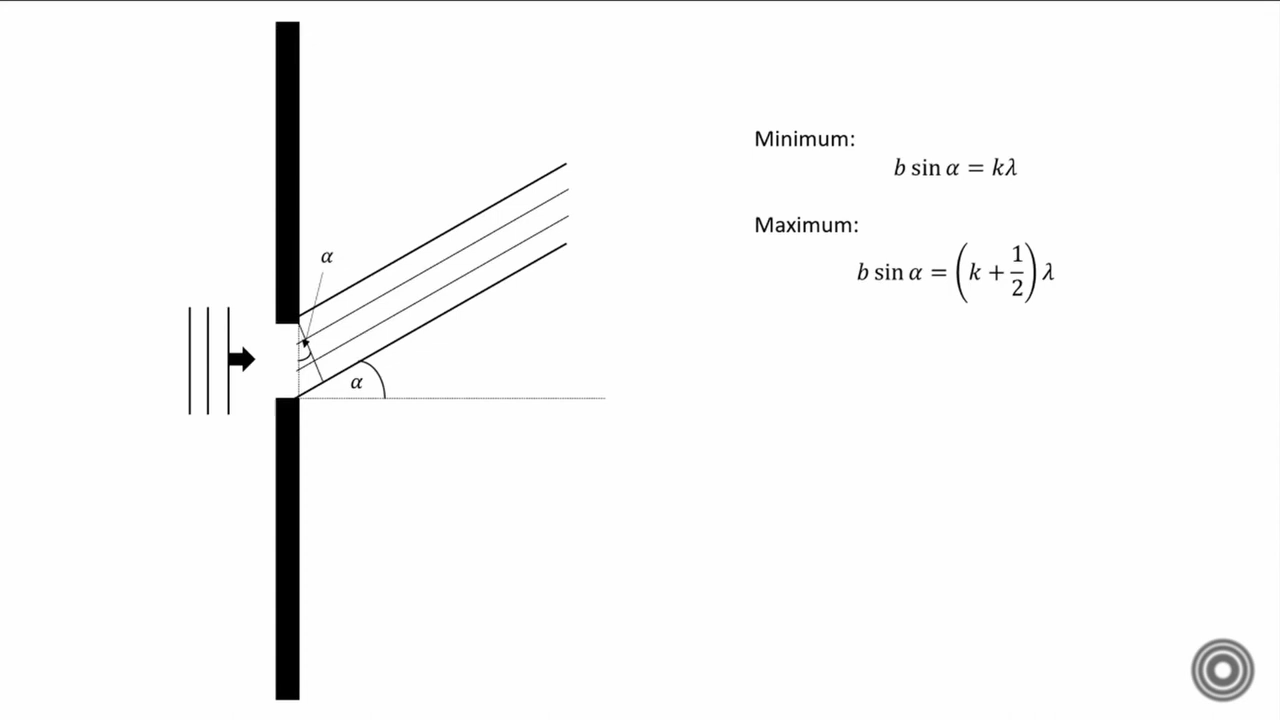 α
α
Minimum:
b sin α = kλ
Maximum:
b sin α = (k + 1/2) λ